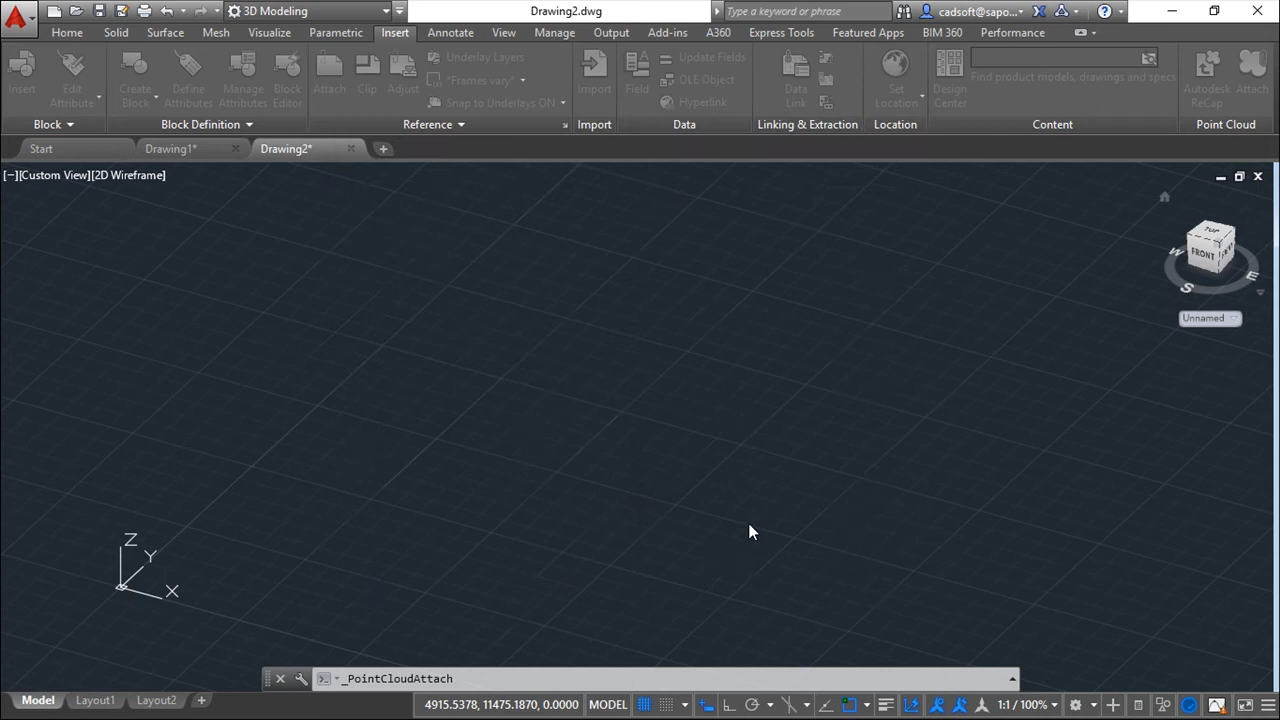 3D Modeling
Drawing2.dwg
Type a keyword or phrase
cadsoft@sapo...
Home Solid Surface Mesh Visualize Parametric Insert Annotate View Manage Output Add-ins A360 Express Tools Featured Apps BIM 360 Performance
Insert
Edit Attribute
Create Block
Define Attributes
Manage Attributes
Block Editor
Attach
Clip
Adjust
Underlay Layers
*Frames vary*
Snap to Underlays ON
Import
Field
Update Fields
OLE Object
Hyperlink
Data Link
Set Location
Design Center
Find product models, drawings and specs
Autodesk ReCap
Attach
Block
Block Definition
Reference
Import
Data
Linking & Extraction
Location
Content
Point Cloud
Start
Drawing1*
Drawing2*
[−][Custom View][2D Wireframe]
TOP
FRONT
W
S
E
Unnamed
Z
Y
X
_PointCloudAttach
Model
Layout1
Layout2
4915.5378, 11475.1870, 0.0000
MODEL
1:1 / 100%